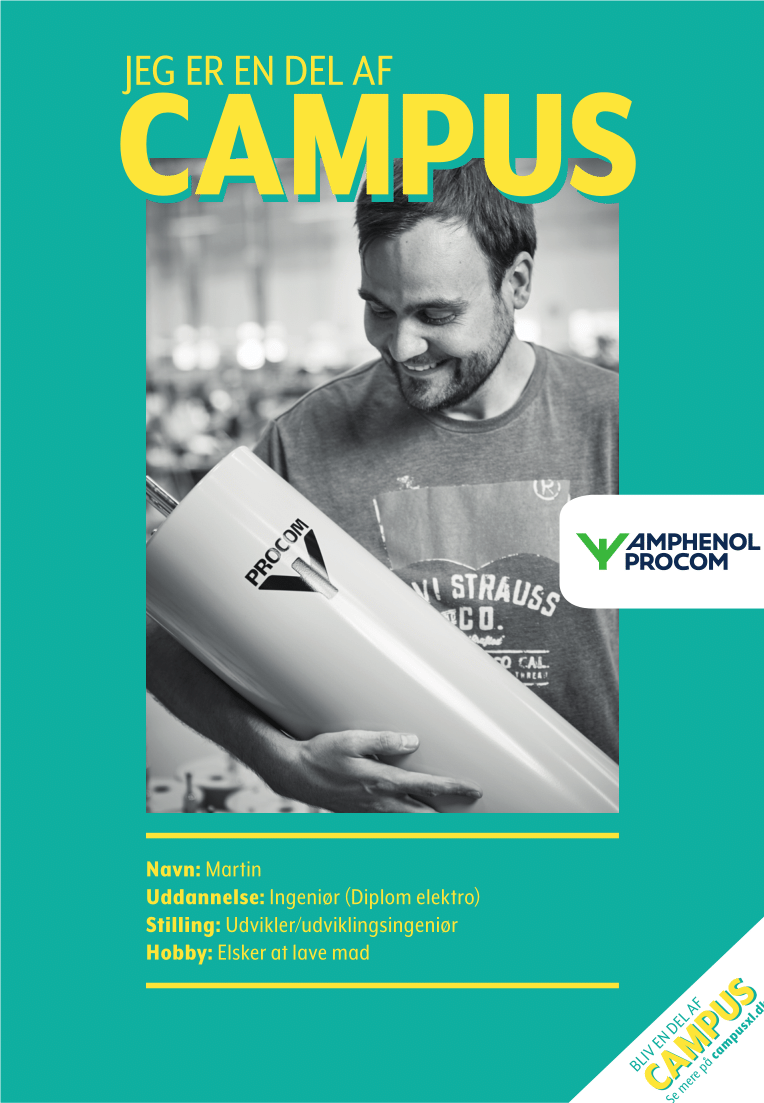 JEG ER EN DEL AF
CAMPUS
PROCOM
R
STRAUSS
CO.
CAL.
AMPHENOL
PROCOM
Navn: Martin
Uddannelse: Ingeniør (Diplom elektro)
Stilling: Udvikler/udviklingsingeniør
Hobby: Elsker at lave mad
BLIV EN DEL AF
CAMPUS
Se mere på campusxl.dk